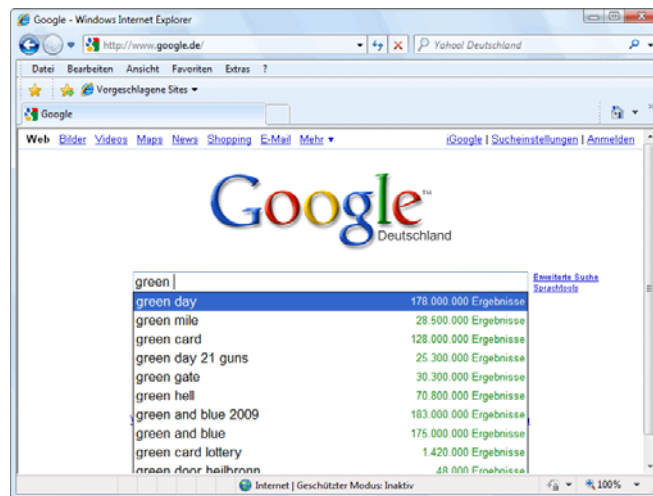 Google - Windows Internet Explorer
http://www.google.de/
Yahoo! Deutschland
Datei Bearbeiten Ansicht Favoriten Extras ?
Vorgeschlagene Sites
Google
Web Bilder Videos Maps News Shopping E-Mail Mehr ▼ iGoogle | Sucheinstellungen | Anmelden
Google™
Deutschland
green
Erweiterte Suche
Sprachtools
green day 178.000.000 Ergebnisse
green mile 28.500.000 Ergebnisse
green card 128.000.000 Ergebnisse
green day 21 guns 25.300.000 Ergebnisse
green gate 30.300.000 Ergebnisse
green hell 70.800.000 Ergebnisse
green and blue 2009 183.000.000 Ergebnisse
green and blue 175.000.000 Ergebnisse
green card lottery 1.420.000 Ergebnisse
green door heilbronn 48.000 Ergebnisse
Internet | Geschützter Modus: Inaktiv 100%